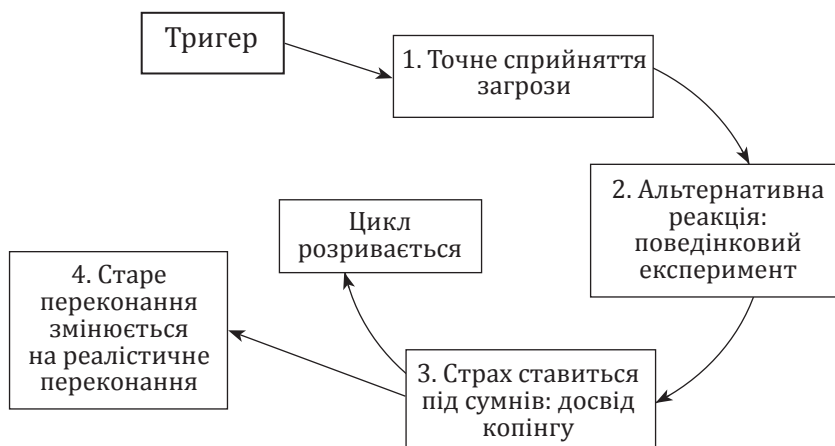 Тригер
1. Точне сприйняття
загрози
2. Альтернативна
реакція:
поведінковий
експеримент
Цикл
розривається
4. Старе
переконання
змінюється
на реалістичне
переконання
3. Страх ставиться
під сумнів: досвід
копінгу